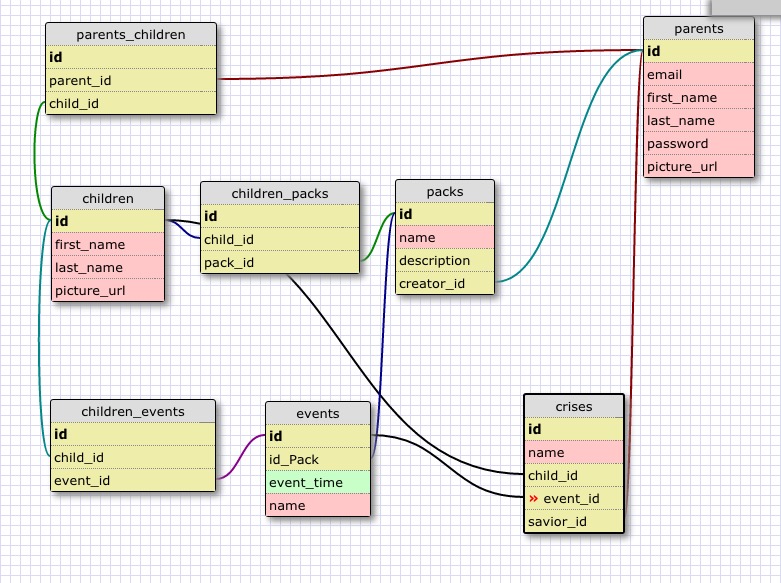 parents_children
id
parent_id
child_id
parents
id
email
first_name
last_name
password
picture_url
children
id
first_name
last_name
picture_url
children_packs
id
child_id
pack_id
packs
id
name
description
creator_id
children_events
id
child_id
event_id
events
id
id_Pack
event_time
name
crises
id
name
child_id
» event_id
savior_id